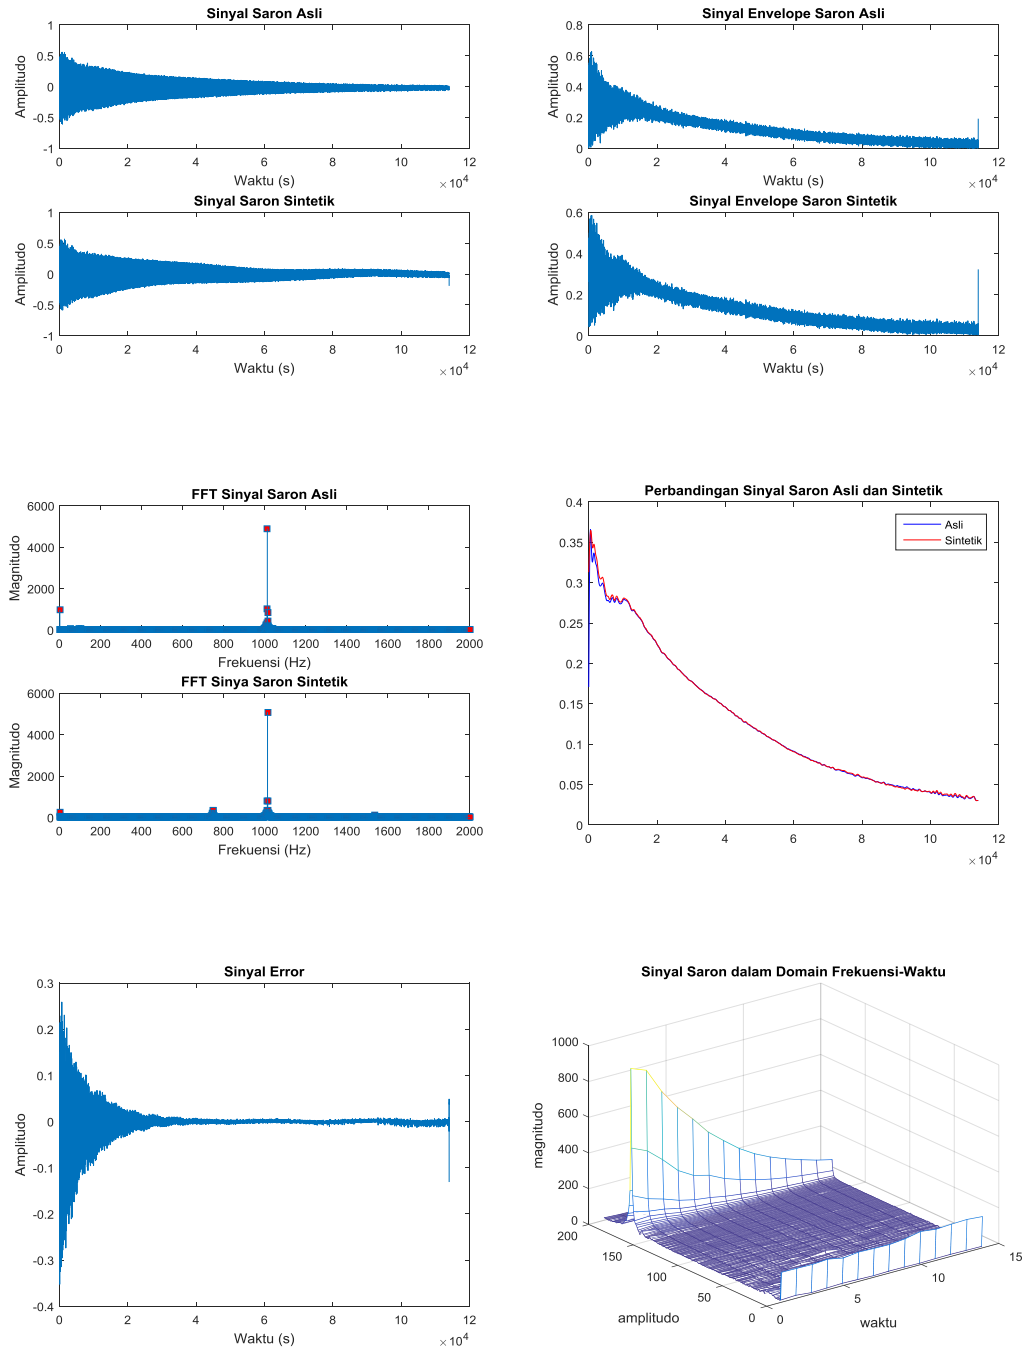 Sinyal Saron Asli
1
0.5
0
-0.5
-1
Amplitudo
0 2 4 6 8 10 12
Waktu (s)
×10^4
Sinyal Envelope Saron Asli
0.8
0.6
0.4
0.2
0
Amplitudo
0 2 4 6 8 10 12
Waktu (s)
×10^4
Sinyal Saron Sintetik
1
0.5
0
-0.5
-1
Amplitudo
0 2 4 6 8 10 12
Waktu (s)
×10^4
Sinyal Envelope Saron Sintetik
0.6
0.4
0.2
0
Amplitudo
0 2 4 6 8 10 12
Waktu (s)
×10^4
FFT Sinyal Saron Asli
6000
4000
2000
0
Magnitudo
0 200 400 600 800 1000 1200 1400 1600 1800 2000
Frekuensi (Hz)
FFT Sinya Saron Sintetik
6000
4000
2000
0
Magnitudo
0 200 400 600 800 1000 1200 1400 1600 1800 2000
Frekuensi (Hz)
Perbandingan Sinyal Saron Asli dan Sintetik
Asli
Sintetik
0.4
0.35
0.3
0.25
0.2
0.15
0.1
0.05
0
0 2 4 6 8 10 12
×10^4
Sinyal Error
0.3
0.2
0.1
0
-0.1
-0.2
-0.3
-0.4
Amplitudo
0 2 4 6 8 10 12
Waktu (s)
×10^4
Sinyal Saron dalam Domain Frekuensi-Waktu
1000
800
600
400
200
0
magnitudo
200
150
100
50
0
amplitudo
0
5
10
15
waktu